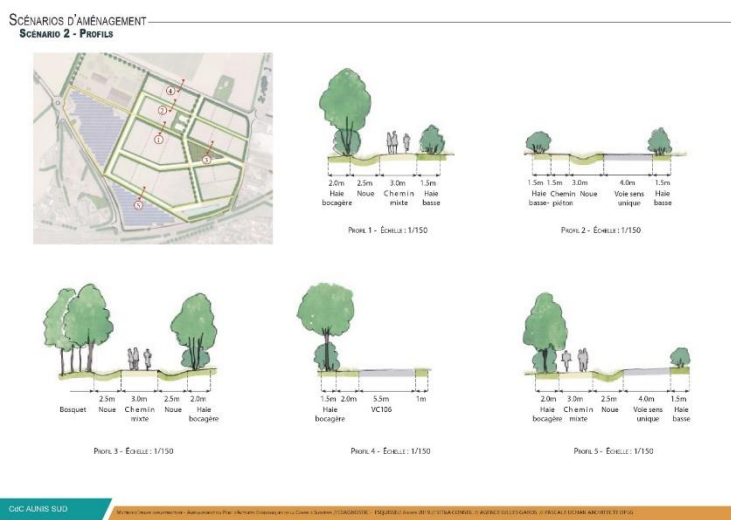 SCÉNARIOS D'AMÉNAGEMENT
SCÉNARIO 2 - PROFILS
4
2
1
3
5
2.0m 2.5m 3.0m 1.5m
Haie Noue Chemin Haie
bocagère mixte basse
PROFIL 1 - ÉCHELLE : 1/150
1.5m 1.5m 3.0m 4.0m 1.5m
Haie Chemin Noue Voie sens Haie
basse- piéton unique basse
PROFIL 2 - ÉCHELLE : 1/150
2.5m 3.0m 2.5m 2.0m
Bosquet Noue Chemin Noue Haie
mixte bocagère
PROFIL 3 - ÉCHELLE : 1/150
1.5m 2.0m 5.5m 1m
Haie VC106
bocagère
PROFIL 4 - ÉCHELLE : 1/150
2.0m 3.0m 2.5m 4.0m 1.5m
Haie Chemin Noue Voie sens Haie
bocagère mixte unique basse
PROFIL 5 - ÉCHELLE : 1/150
CdC AUNIS SUD